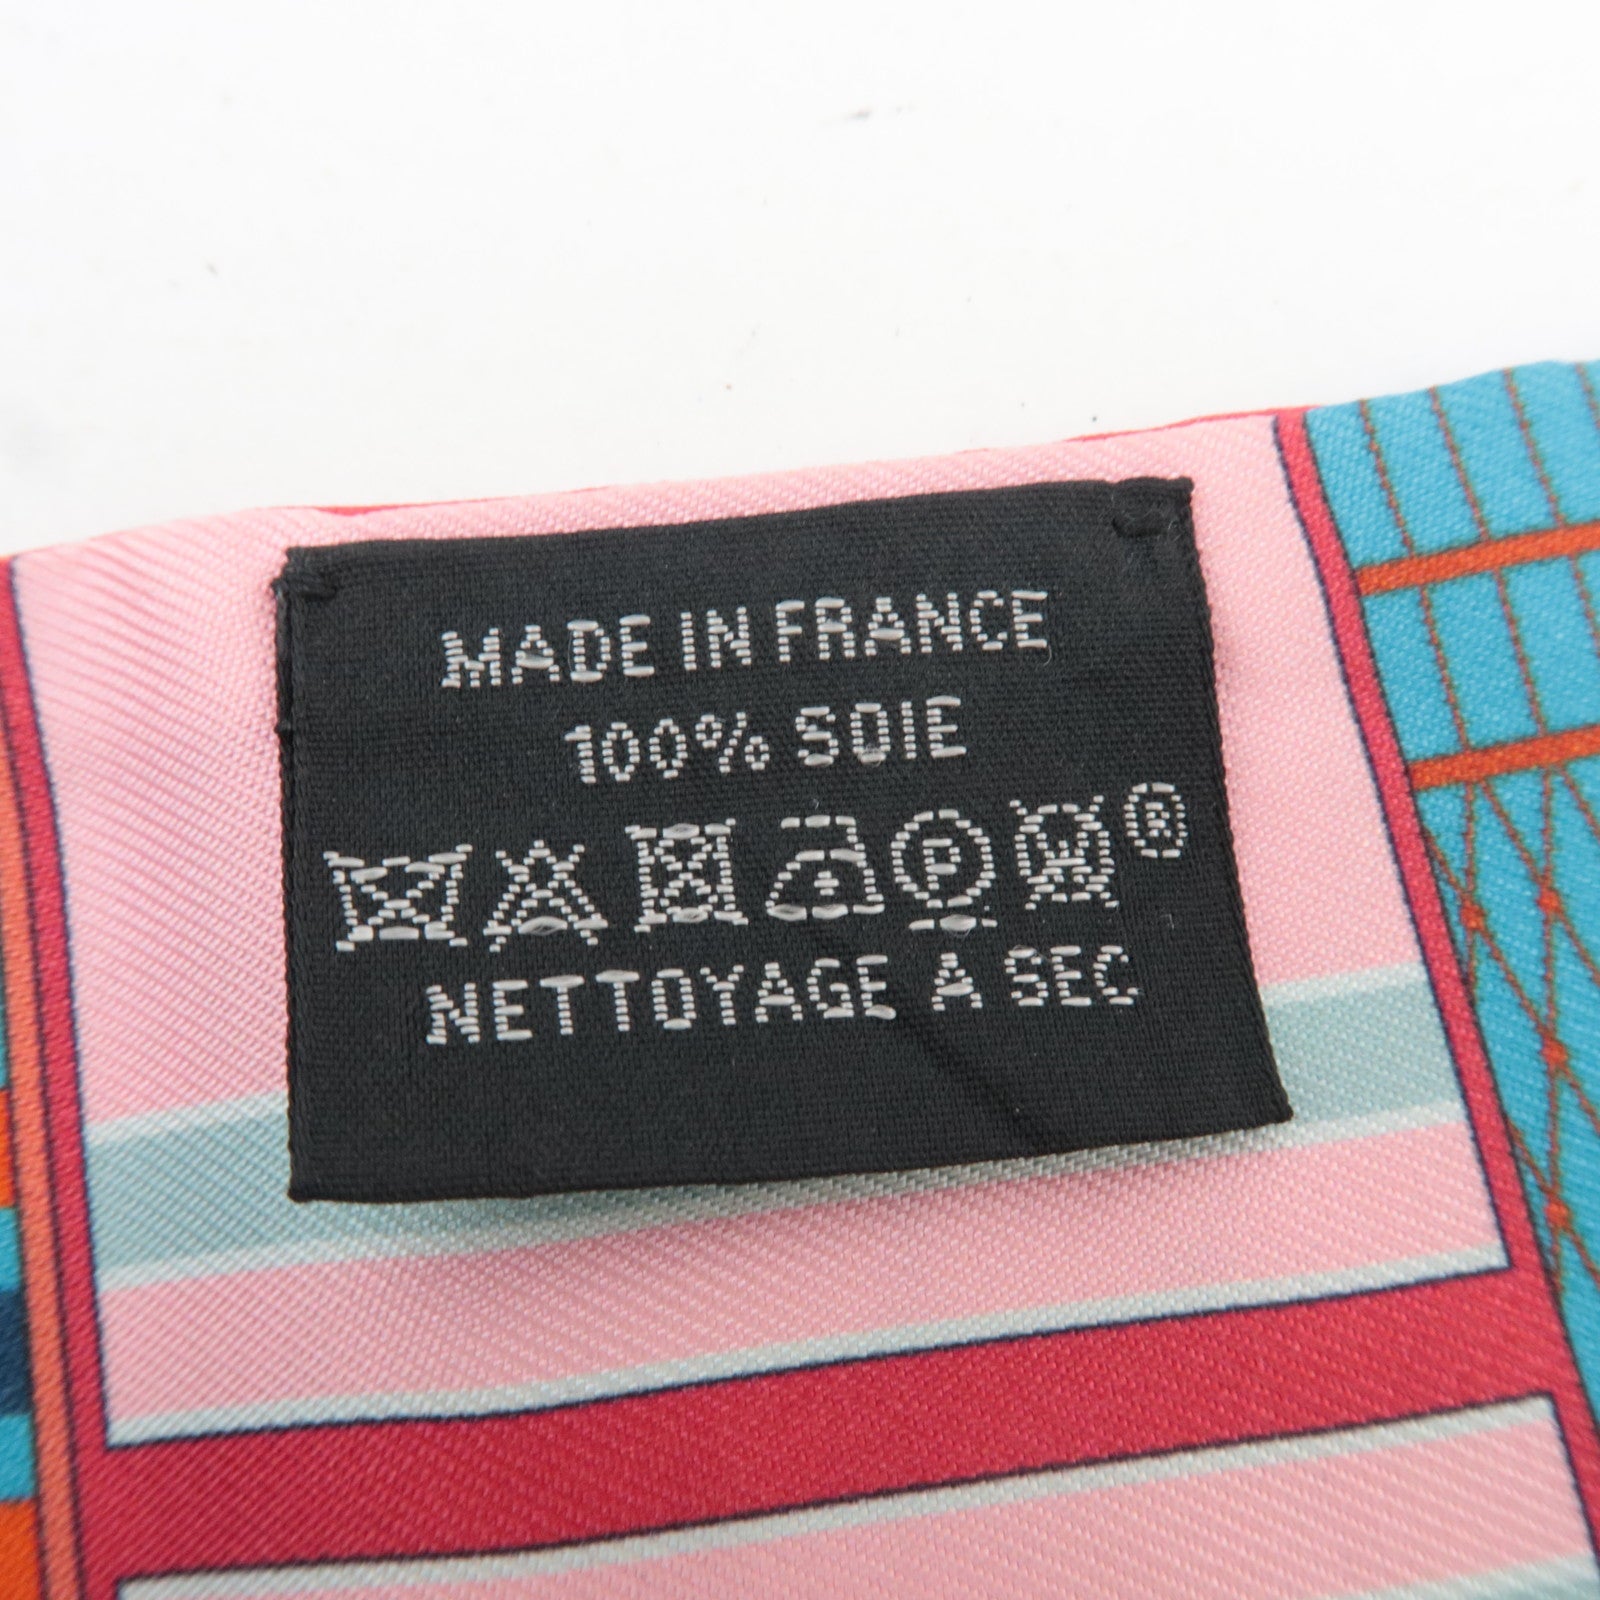 MADE IN FRANCE
100% SOIE
P W ®
NETTOYAGE A SEC